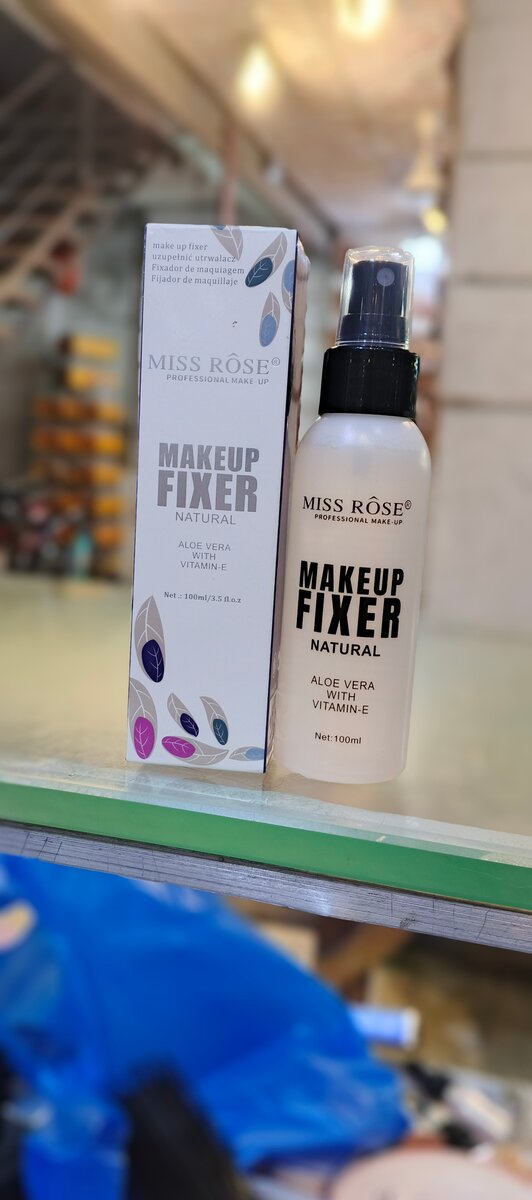 make up fixer
uzupełnić utrwalacz
Fixador de maquiagem
Fijador de maquillaje
MISS RÔSE®
PROFESSIONAL MAKE-UP
MAKEUP
FIXER
NATURAL
ALOE VERA
WITH
VITAMIN-E
Net.: 100ml/3.5 fl.o.z
MISS RÔSE®
PROFESSIONAL MAKE-UP
MAKEUP
FIXER
NATURAL
ALOE VERA
WITH
VITAMIN-E
Net:100ml